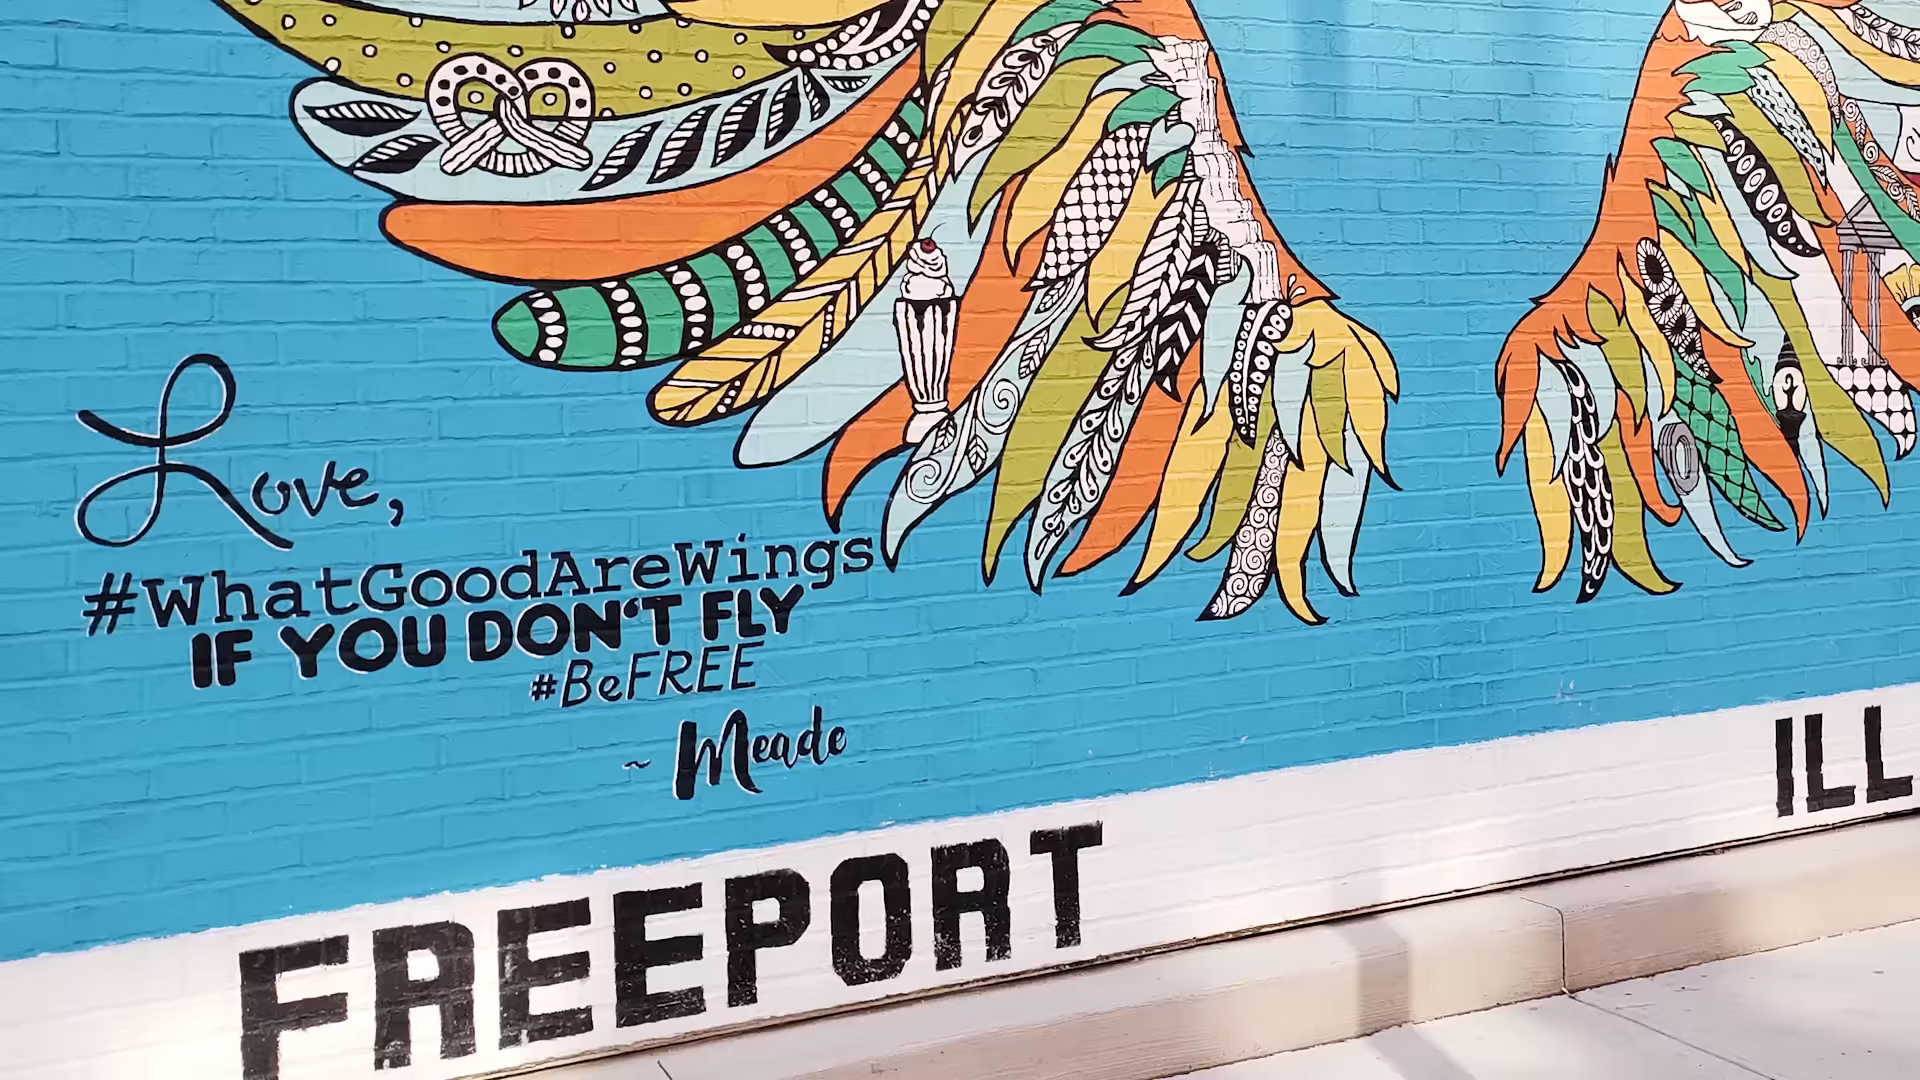 Love,
#WhatGoodAreWings
IF YOU DON'T FLY
#BeFREE
~ Meade
FREEPORT
ILL